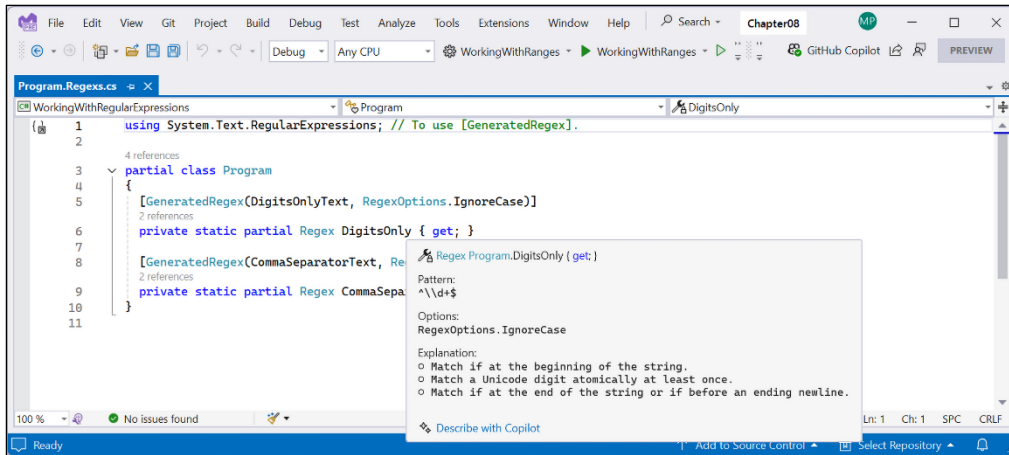 File Edit View Git Project Build Debug Test Analyze Tools Extensions Window Help Search Chapter08 MP
Debug Any CPU WorkingWithRanges WorkingWithRanges GitHub Copilot PREVIEW
Program.Regexs.cs
WorkingWithRegularExpressions Program DigitsOnly
1 using System.Text.RegularExpressions; // To use [GeneratedRegex].
2
4 references
3 partial class Program
4 {
5 [GeneratedRegex(DigitsOnlyText, RegexOptions.IgnoreCase)]
2 references
6 private static partial Regex DigitsOnly { get; }
7
8 [GeneratedRegex(CommaSeparatorText, Re
2 references
9 private static partial Regex CommaSepa
10 }
11
Regex Program.DigitsOnly { get; }
Pattern:
^\\d+$
Options:
RegexOptions.IgnoreCase
Explanation:
○ Match if at the beginning of the string.
○ Match a Unicode digit atomically at least once.
○ Match if at the end of the string or if before an ending newline.
Describe with Copilot
100 % No issues found Ln: 1 Ch: 1 SPC CRLF
Ready Add to Source Control Select Repository